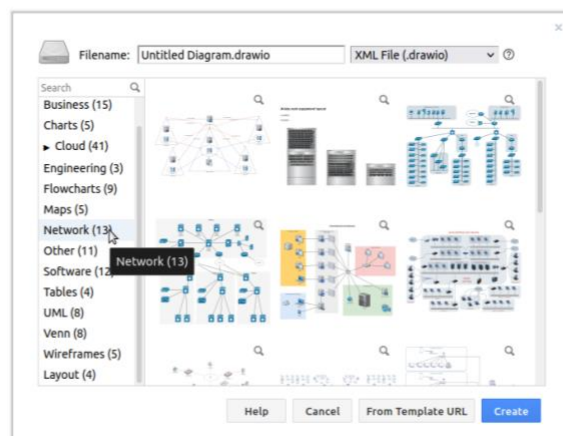 Filename: Untitled Diagram.drawio XML File (.drawio)
Search
Business (15)
Charts (5)
Cloud (41)
Engineering (3)
Flowcharts (9)
Maps (5)
Network (13)
Other (11)
Network (13)
Software (12)
Tables (4)
UML (8)
Venn (8)
Wireframes (5)
Layout (4)
Help Cancel From Template URL Create